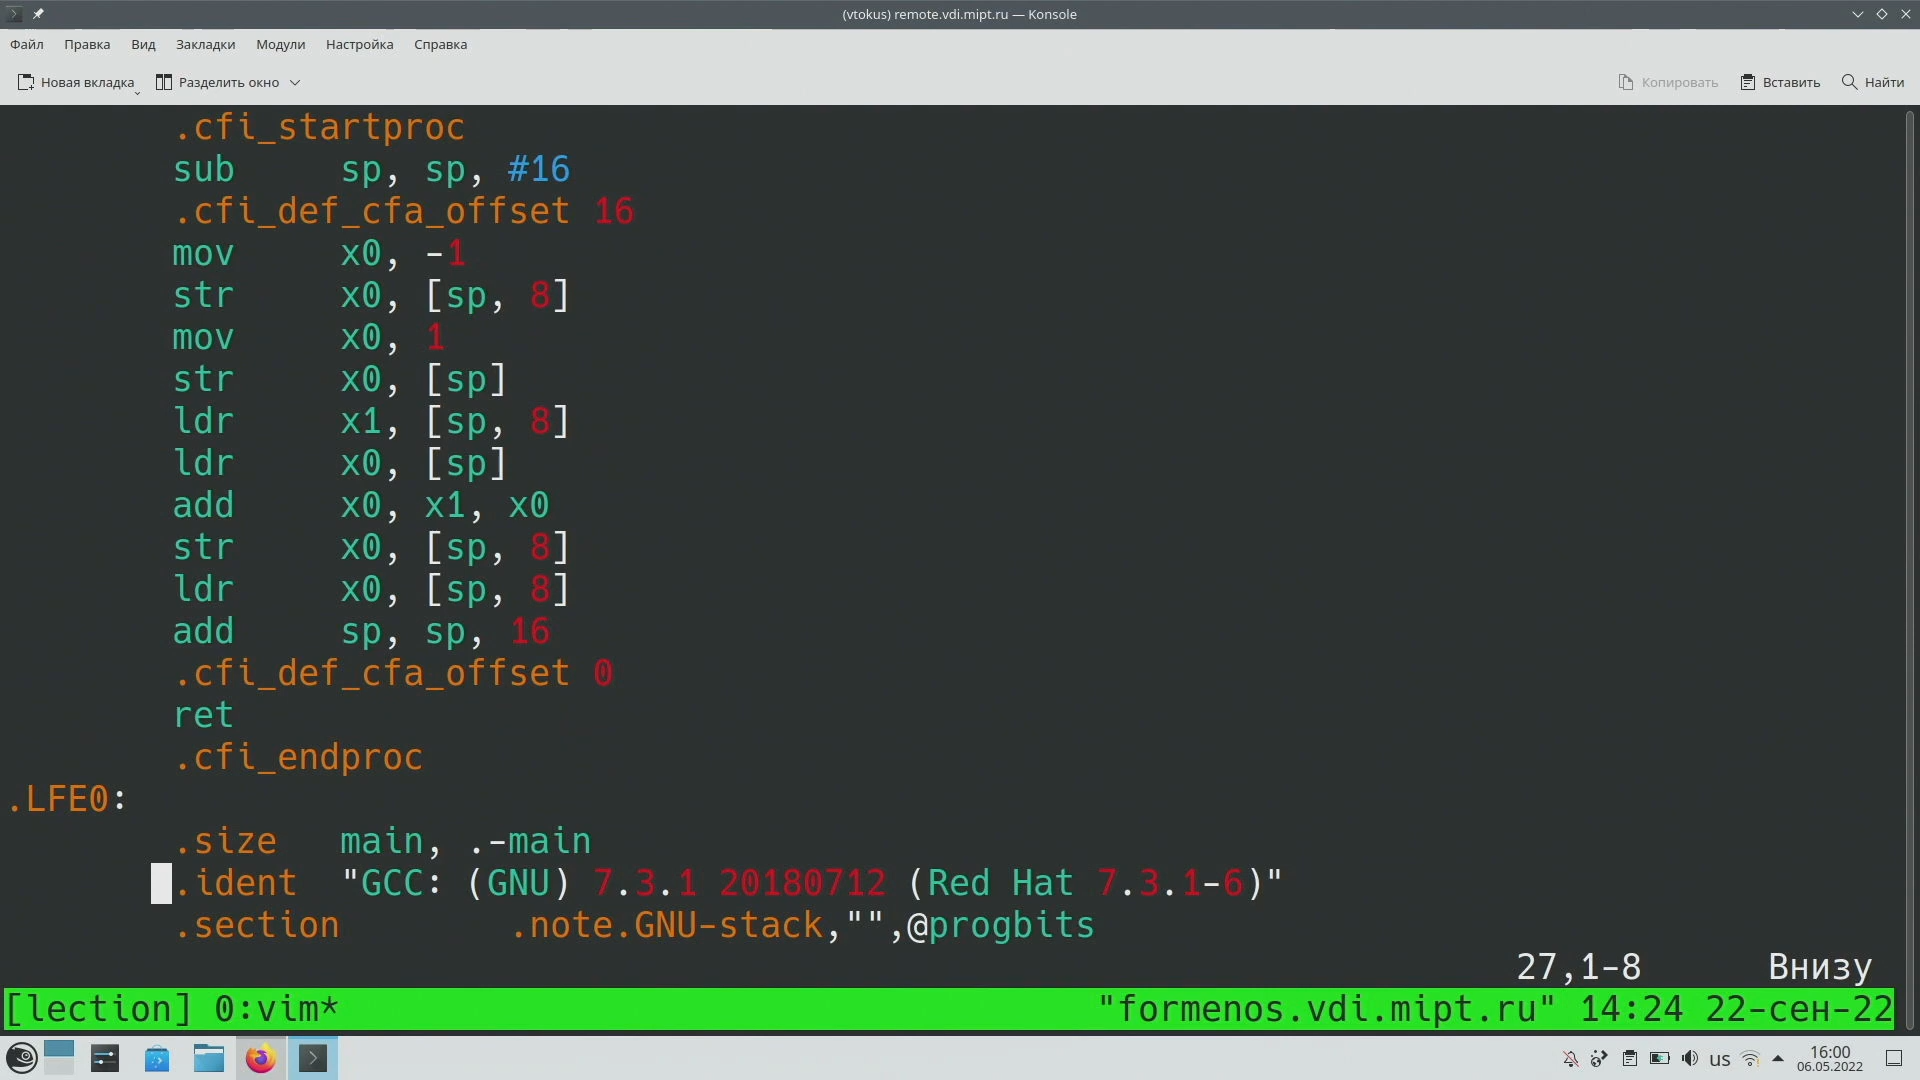 (vtokus) remote.vdi.mipt.ru — Konsole
Файл Правка Вид Закладки Модули Настройка Справка
Новая вкладка Разделить окно Копировать Вставить Найти
.cfi_startproc
sub sp, sp, #16
.cfi_def_cfa_offset 16
mov x0, -1
str x0, [sp, 8]
mov x0, 1
str x0, [sp]
ldr x1, [sp, 8]
ldr x0, [sp]
add x0, x1, x0
str x0, [sp, 8]
ldr x0, [sp, 8]
add sp, sp, 16
.cfi_def_cfa_offset 0
ret
.cfi_endproc
.LFE0:
.size main, .-main
.ident "GCC: (GNU) 7.3.1 20180712 (Red Hat 7.3.1-6)"
.section .note.GNU-stack,"",@progbits
27,1-8 Внизу
[lection] 0:vim* "formenos.vdi.mipt.ru" 14:24 22-сен-22
us 16:00
06.05.2022